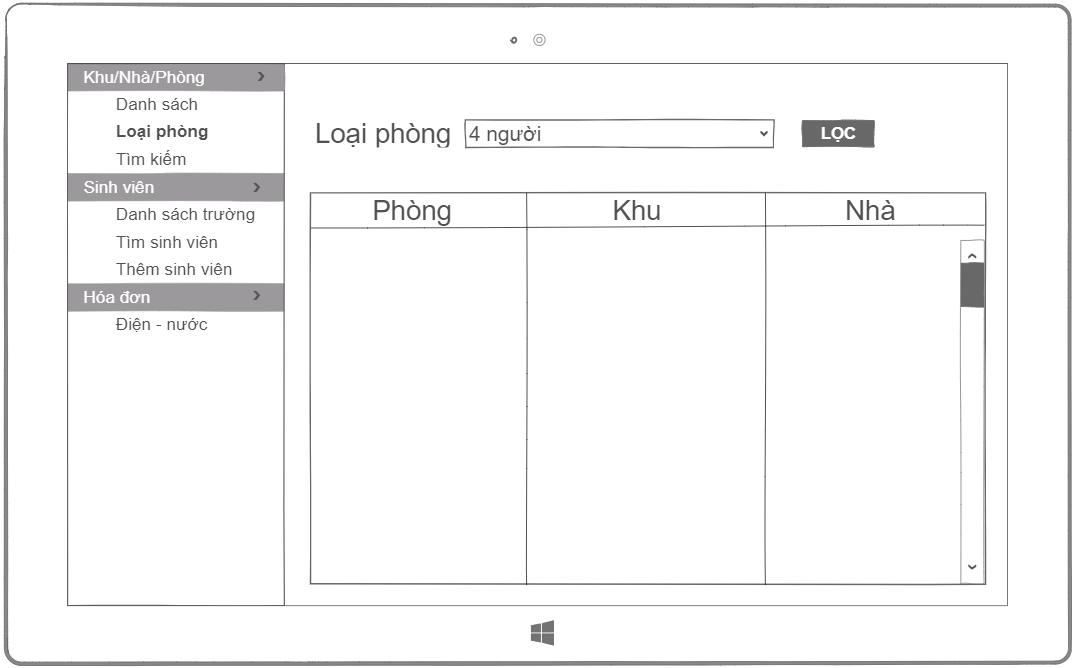 Khu/Nhà/Phòng
Danh sách
Loại phòng
Tìm kiếm
Sinh viên
Danh sách trường
Tìm sinh viên
Thêm sinh viên
Hóa đơn
Điện - nước
Loại phòng 4 người LỌC
Phòng Khu Nhà